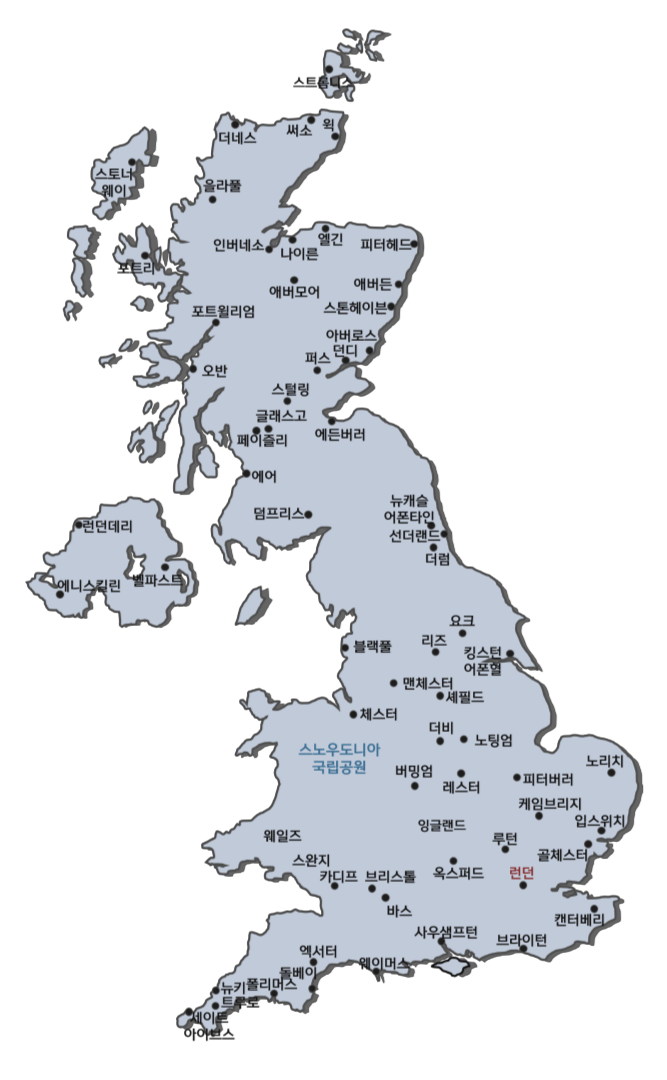 스트롬니스
더네스
써소
윅
스토너
웨이
울라풀
인버네소
나이른
엘긴
피터헤드
포트리
애버모어
애버든
스톤헤이븐
포트윌리엄
아버로스
던디
퍼스
오반
스털링
글래스고
페이즐리
에든버러
에어
덤프리스
뉴캐슬
어폰타인
선더랜드
더럼
런던데리
벨파스트
에니스킬린
요크
리즈
킹스턴
어폰헐
블랙풀
맨체스터
셰필드
체스터
더비
노팅엄
스노우도니아
국립공원
버밍엄
레스터
피터버러
노리치
케임브리지
입스위치
잉글랜드
웨일즈
루턴
골체스터
스완지
옥스퍼드
런던
카디프
브리스톨
바스
캔터베리
사우샘프턴
브라이턴
엑서터
웨이머스
돌베이
뉴키
폴리머스
트루로
세이트
아이브스